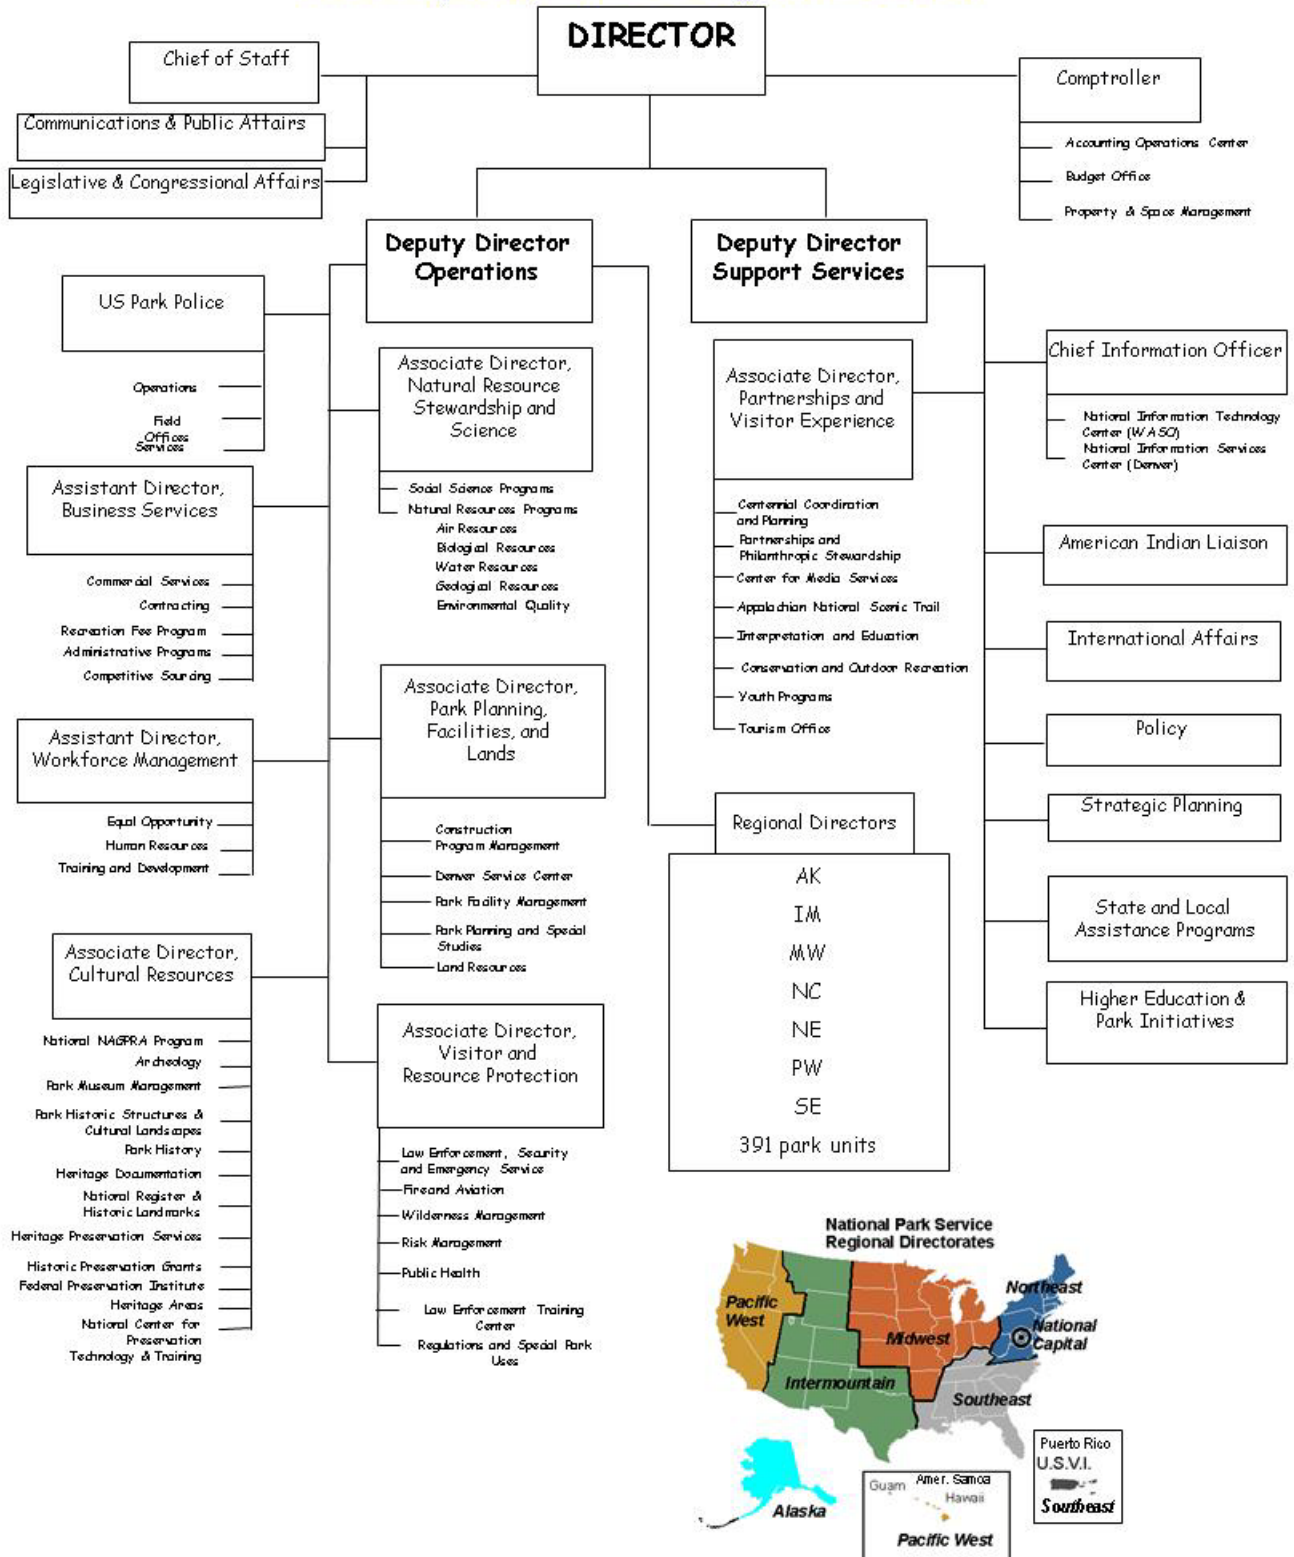 DIRECTOR
Chief of Staff
Communications & Public Affairs
Legislative & Congressional Affairs
Comptroller
Accounting Operations Center
Budget Office
Property & Space Management
Deputy Director
Operations
Deputy Director
Support Services
US Park Police
Operations
Field
Offices
Services
Assistant Director,
Business Services
Commercial Services
Contracting
Recreation Fee Program
Administrative Programs
Competitive Sourcing
Assistant Director,
Workforce Management
Equal Opportunity
Human Resources
Training and Development
Associate Director,
Cultural Resources
National NAGPRA Program
Archeology
Park Museum Management
Park Historic Structures &
Cultural Landscapes
Park History
Heritage Documentation
National Register &
Historic Landmarks
Heritage Preservation Services
Historic Preservation Grants
Federal Preservation Institute
Heritage Areas
National Center for
Preservation
Technology & Training
Associate Director,
Natural Resource
Stewardship and
Science
Social Science Programs
Natural Resources Programs
Air Resources
Biological Resources
Water Resources
Geological Resources
Environmental Quality
Associate Director,
Park Planning,
Facilities, and
Lands
Construction
Program Management
Denver Service Center
Park Facility Management
Park Planning and Special
Studies
Land Resources
Associate Director,
Visitor and
Resource Protection
Law Enforcement, Security
and Emergency Service
Fire and Aviation
Wilderness Management
Risk Management
Public Health
Law Enforcement Training
Center
Regulations and Special Park
Uses
Associate Director,
Partnerships and
Visitor Experience
Centennial Coordination
and Planning
Partnerships and
Philanthropic Stewardship
Center for Media Services
Appalachian National Scenic Trail
Interpretation and Education
Conservation and Outdoor Recreation
Youth Programs
Tourism Office
Regional Directors
AK
IM
MW
NC
NE
PW
SE
391 park units
Chief Information Officer
National Information Technology
Center (WASO)
National Information Services
Center (Denver)
American Indian Liaison
International Affairs
Policy
Strategic Planning
State and Local
Assistance Programs
Higher Education &
Park Initiatives
National Park Service
Regional Directorates
Pacific
West
Midwest
Northeast
National
Capital
Intermountain
Southeast
Alaska
Guam
Amer. Samoa
Hawaii
Pacific West
Puerto Rico
U.S.V.I.
Southeast